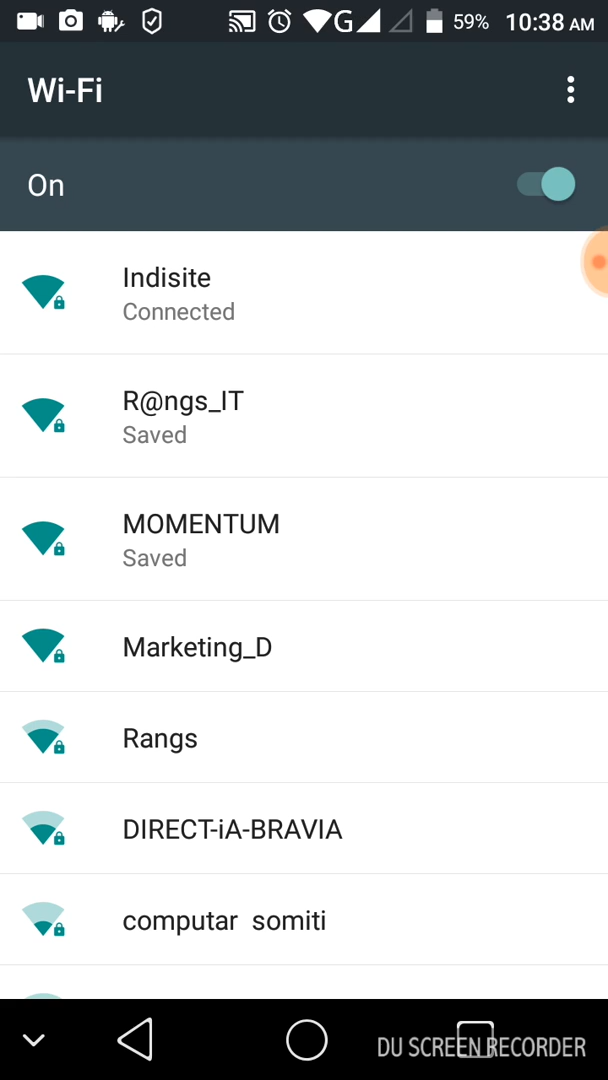 G 59% 10:38 AM
Wi-Fi
On
Indisite
Connected
R@ngs_IT
Saved
MOMENTUM
Saved
Marketing_D
Rangs
DIRECT-iA-BRAVIA
computar  somiti
DU SCREEN RECORDER